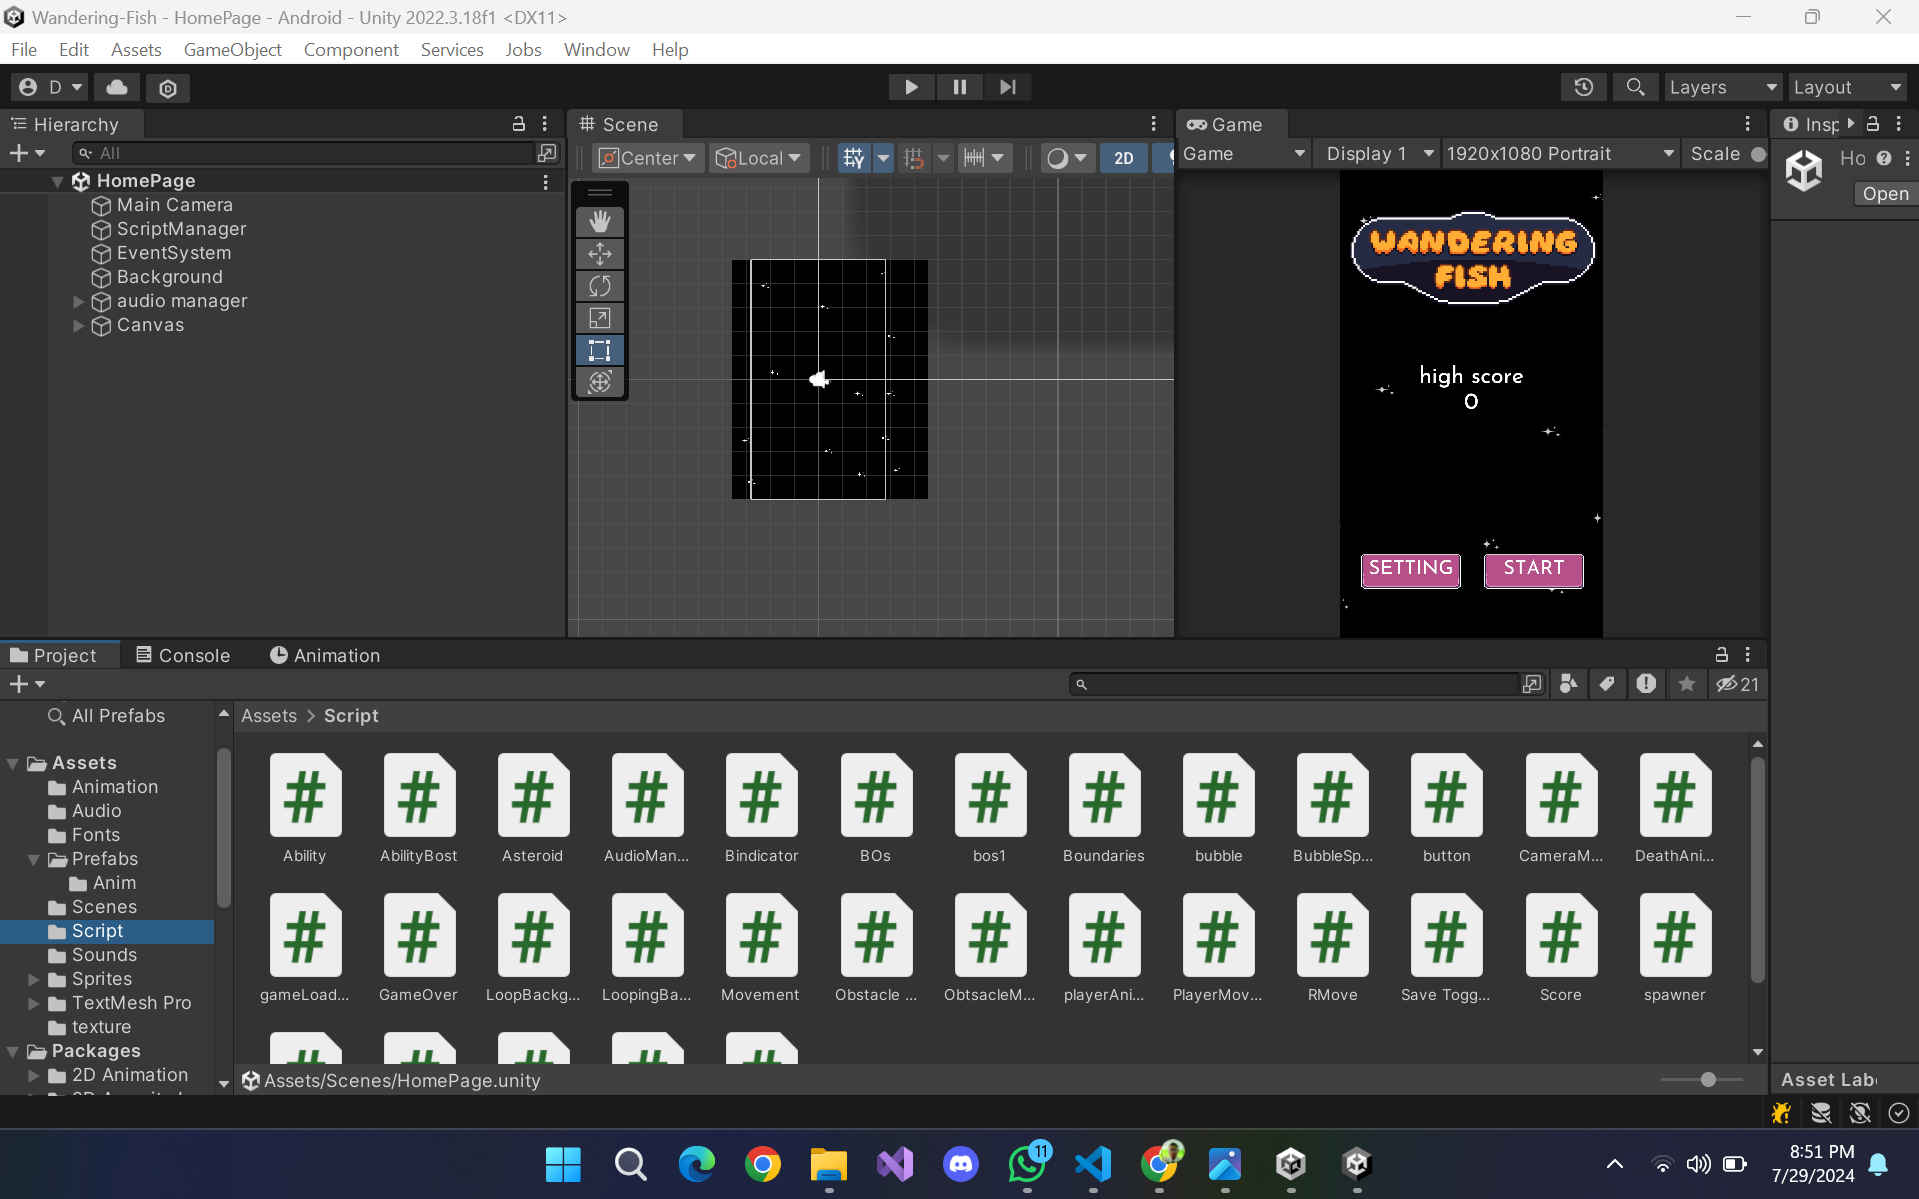 Wandering-Fish - HomePage - Android - Unity 2022.3.18f1 <DX11>
File Edit Assets GameObject Component Services Jobs Window Help
D Layers Layout
Hierarchy
All
HomePage
Main Camera
ScriptManager
EventSystem
Background
audio manager
Canvas
Scene
Center Local 2D
Game
Game Display 1 1920x1080 Portrait Scale
WANDERING
FISH
high score
0
SETTING START
Insp
Ho
Open
Project Console Animation
21
All Prefabs
Assets
Animation
Audio
Fonts
Prefabs
Anim
Scenes
Script
Sounds
Sprites
TextMesh Pro
texture
Packages
2D Animation
Assets > Script
Ability AbilityBost Asteroid AudioMan... Bindicator BOs bos1 Boundaries bubble BubbleSp... button CameraM... DeathAni...
gameLoad... GameOver LoopBackg... LoopingBa... Movement Obstacle ... ObtsacleM... playerAni... PlayerMov... RMove Save Togg... Score spawner
Assets/Scenes/HomePage.unity
Asset Lab
11
8:51 PM
7/29/2024